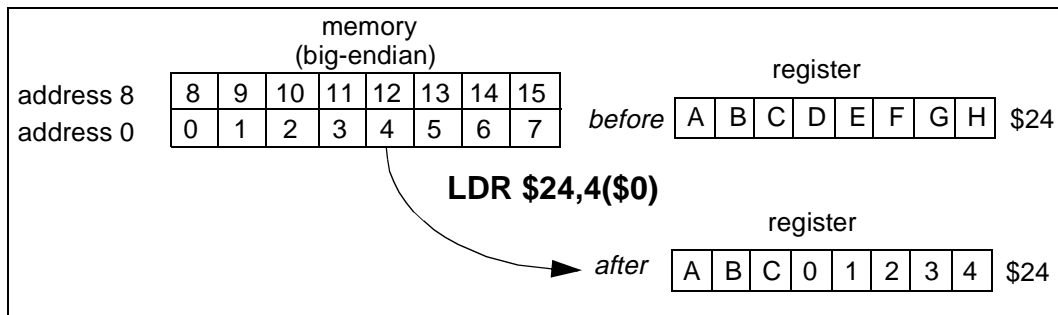 memory
(big-endian)
register
address 8 8 9 10 11 12 13 14 15
address 0 0 1 2 3 4 5 6 7
before A B C D E F G H $24
LDR $24,4($0)
register
after A B C 0 1 2 3 4 $24